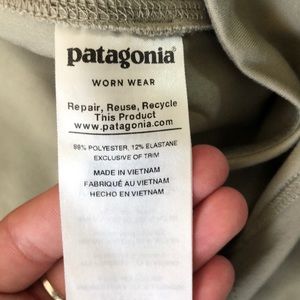 patagonia®
WORN WEAR
Repair, Reuse, Recycle
This Product
www.patagonia.com
88% POLYESTER, 12% ELASTANE
EXCLUSIVE OF TRIM
MADE IN VIETNAM
FABRIQUÉ AU VIETNAM
HECHO EN VIETNAM